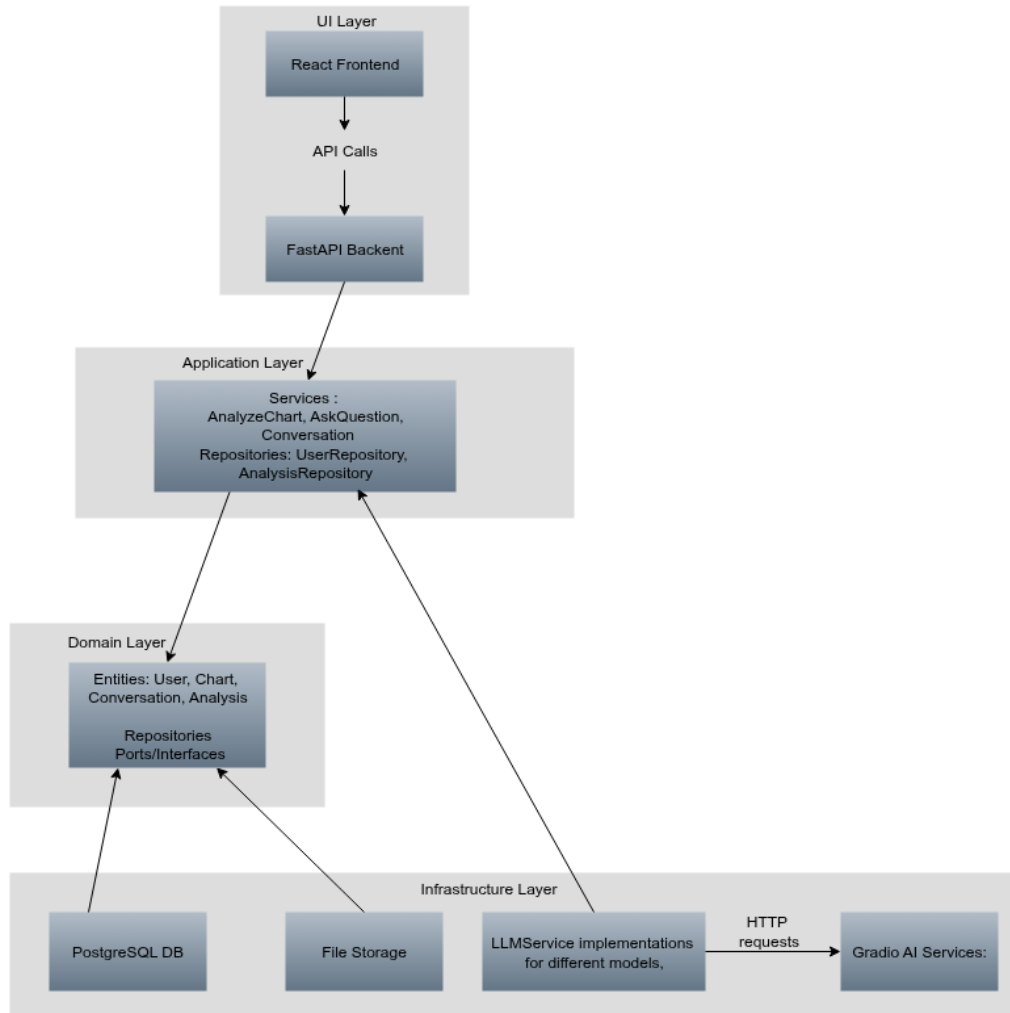 UI Layer
React Frontend
API Calls
FastAPI Backent
Application Layer
Services :
AnalyzeChart, AskQuestion,
Conversation
Repositories: UserRepository,
AnalysisRepository
Domain Layer
Entities: User, Chart,
Conversation, Analysis
Repositories
Ports/Interfaces
Infrastructure Layer
PostgreSQL DB
File Storage
LLMService implementations
for different models,
HTTP
requests
Gradio AI Services: